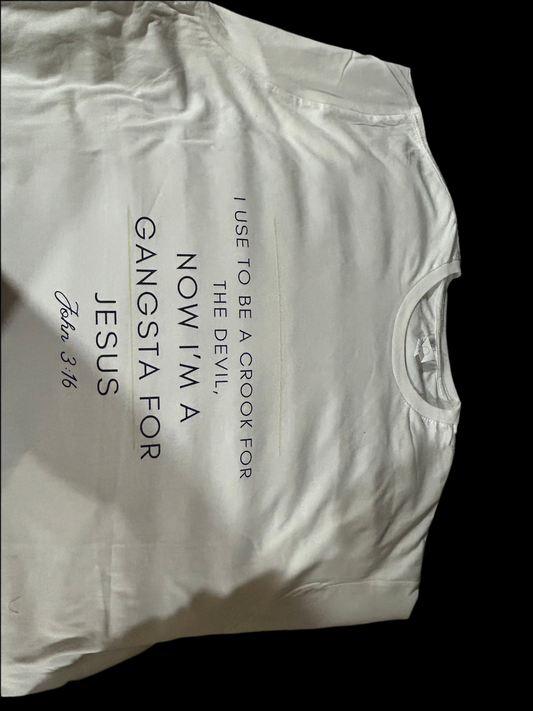 I USE TO BE A CROOK FOR
THE DEVIL,
NOW I'M A
GANGSTA FOR
JESUS
John 3:16